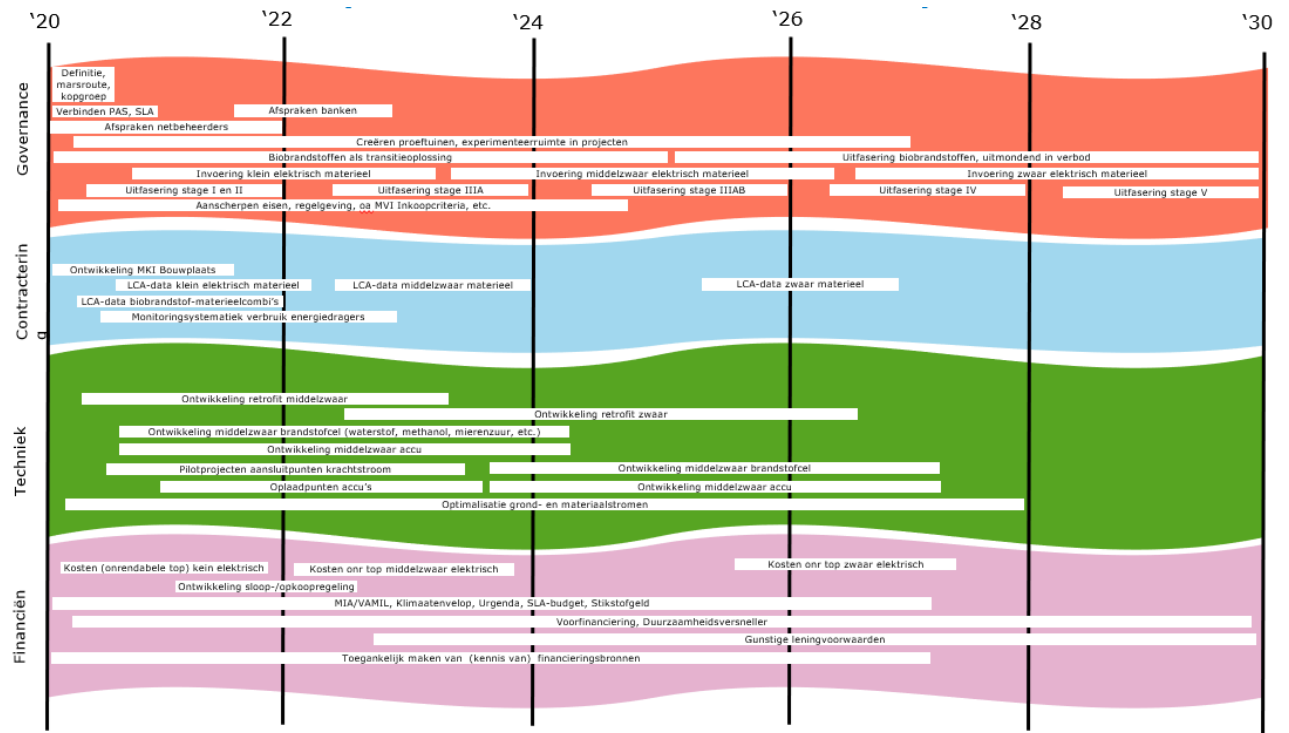 ‘20
‘22
‘24
‘26
‘28
‘30
Governance
Definitie,
marsroute,
kopgroep
Verbinden PAS, SLA
Afspraken banken
Afspraken netbeheerders
Creëren proeftuinen, experimenteerruimte in projecten
Biobrandstoffen als transitieoplossing
Uitfasering biobrandstoffen, uitmondend in verbod
Invoering klein elektrisch materieel
Invoering middelzwaar elektrisch materieel
Invoering zwaar elektrisch materieel
Uitfasering stage I en II
Uitfasering stage IIIA
Uitfasering stage IIIAB
Uitfasering stage IV
Uitfasering stage V
Aanscherpen eisen, regelgeving, oa MVI Inkoopcriteria, etc.
Contracterin
g
Ontwikkeling MKI Bouwplaats
LCA-data klein elektrisch materieel
LCA-data middelzwaar materieel
LCA-data zwaar materieel
LCA-data biobrandstof-materieelcombi’s
Monitoringsystematiek verbruik energiedragers
Techniek
Ontwikkeling retrofit middelzwaar
Ontwikkeling retrofit zwaar
Ontwikkeling middelzwaar brandstofcel (waterstof, methanol, mierenzuur, etc.)
Ontwikkeling middelzwaar accu
Pilotprojecten aansluitpunten krachtstroom
Ontwikkeling middelzwaar brandstofcel
Oplaadpunten accu’s
Ontwikkeling middelzwaar accu
Optimalisatie grond- en materiaalstromen
Financiën
Kosten (onrendabele top) kein elektrisch
Kosten onr top middelzwaar elektrisch
Kosten onr top zwaar elektrisch
Ontwikkeling sloop-/opkoopregeling
MIA/VAMIL, Klimaatenvelop, Urgenda, SLA-budget, Stikstofgeld
Voorfinanciering, Duurzaamheidsversneller
Gunstige leningvoorwaarden
Toegankelijk maken van (kennis van) financieringsbronnen